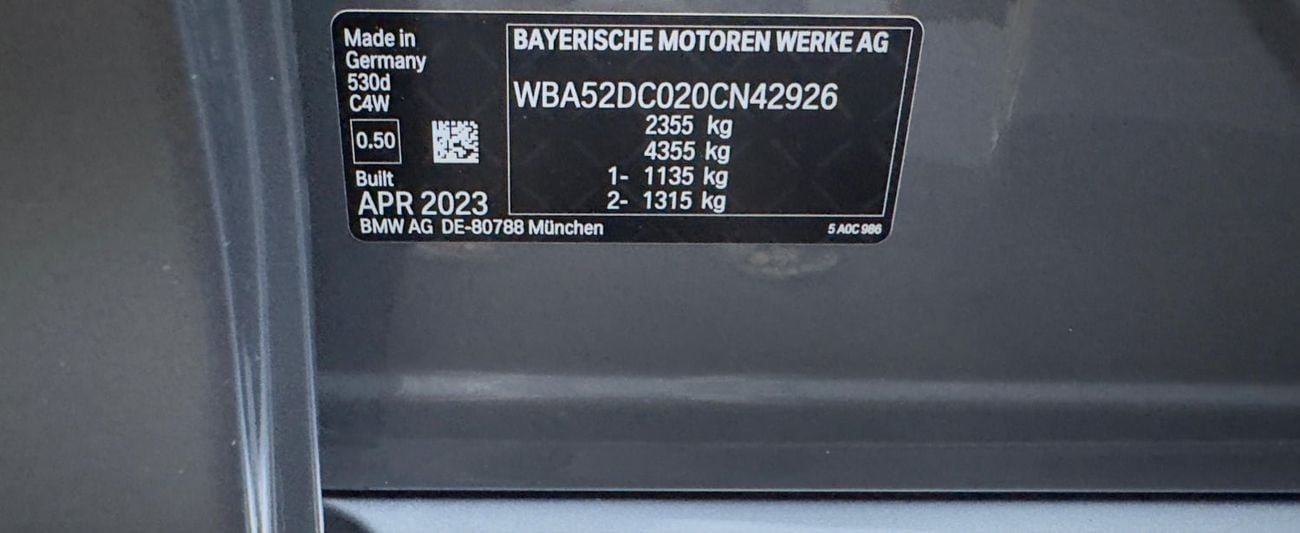 Made in
Germany
530d
C4W
0.50
Built
APR 2023
BAYERISCHE MOTOREN WERKE AG
WBA52DC020CN42926
2355 kg
4355 kg
1- 1135 kg
2- 1315 kg
BMW AG DE-80788 München
5 A0C 986